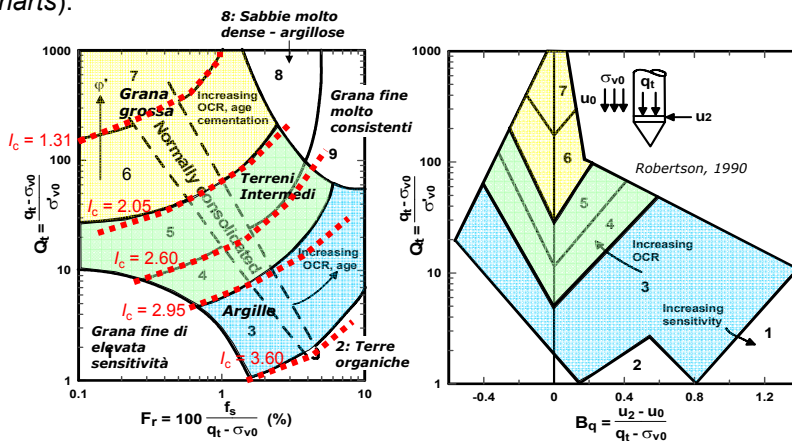 harts).
8: Sabbie molto
dense - argillose
1000
7
φ'
Grana
grossa
Increasing
OCR, age
cementation
8
Grana fine
molto
consistenti
9
Ic = 1.31
100
6
Normally consolidated
Terreni
Intermedi
Ic = 2.05
5
Ic = 2.60
4
10
Increasing
OCR, age
Ic = 2.95
Argille
3
Grana fine di
elevata
sensitività
1
Ic = 3.60
2: Terre
organiche
1
0.1
1
10
Qt = (qt - σv0) / σ'v0
Fr = 100 fs / (qt - σv0) (%)
1000
7
σv0
qt
u0
u2
100
6
Robertson, 1990
5
4
Increasing
OCR
10
3
Increasing
sensitivity
1
2
1
-0.4
0
0.4
0.8
1.2
Qt = (qt - σv0) / σ'v0
Bq = (u2 - u0) / (qt - σv0)